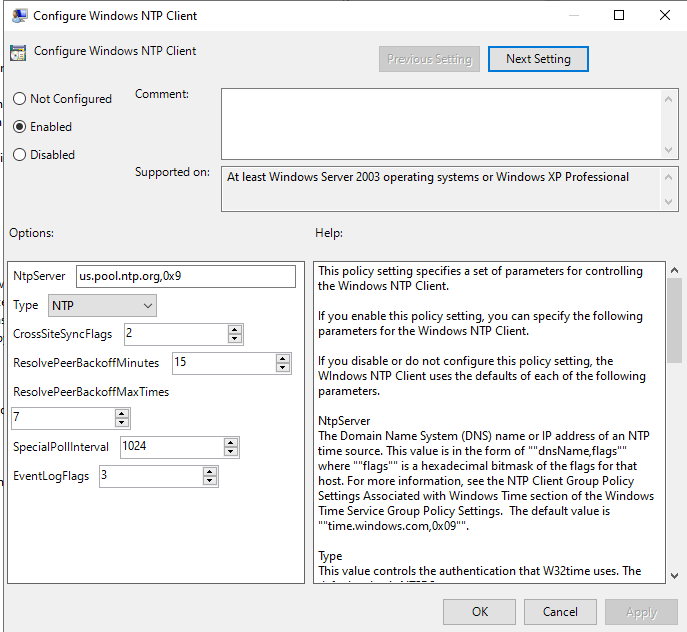 Configure Windows NTP Client
Configure Windows NTP Client
Previous Setting
Next Setting
Not Configured
Comment:
Enabled
Disabled
Supported on:
At least Windows Server 2003 operating systems or Windows XP Professional
Options:
Help:
NtpServer us.pool.ntp.org,0x9
Type NTP
CrossSiteSyncFlags 2
ResolvePeerBackoffMinutes 15
ResolvePeerBackoffMaxTimes
7
SpecialPollInterval 1024
EventLogFlags 3
This policy setting specifies a set of parameters for controlling
the Windows NTP Client.
If you enable this policy setting, you can specify the following
parameters for the Windows NTP Client.
If you disable or do not configure this policy setting, the
WIndows NTP Client uses the defaults of each of the following
parameters.
NtpServer
The Domain Name System (DNS) name or IP address of an NTP
time source. This value is in the form of ""dnsName,flags""
where ""flags"" is a hexadecimal bitmask of the flags for that
host. For more information, see the NTP Client Group Policy
Settings Associated with Windows Time section of the Windows
Time Service Group Policy Settings.  The default value is
""time.windows.com,0x09"".
Type
This value controls the authentication that W32time uses. The
OK
Cancel
Apply